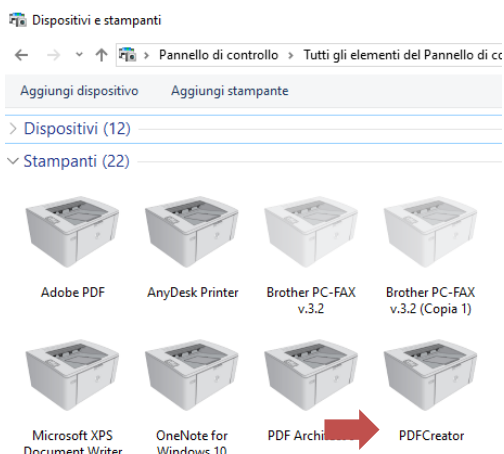 Dispositivi e stampanti
Pannello di controllo > Tutti gli elementi del Pannello di co
Aggiungi dispositivo Aggiungi stampante
Dispositivi (12)
Stampanti (22)
Adobe PDF AnyDesk Printer Brother PC-FAX Brother PC-FAX
v.3.2 v.3.2 (Copia 1)
Microsoft XPS OneNote for PDF Archi PDFCreator
Document Writer Windows 10